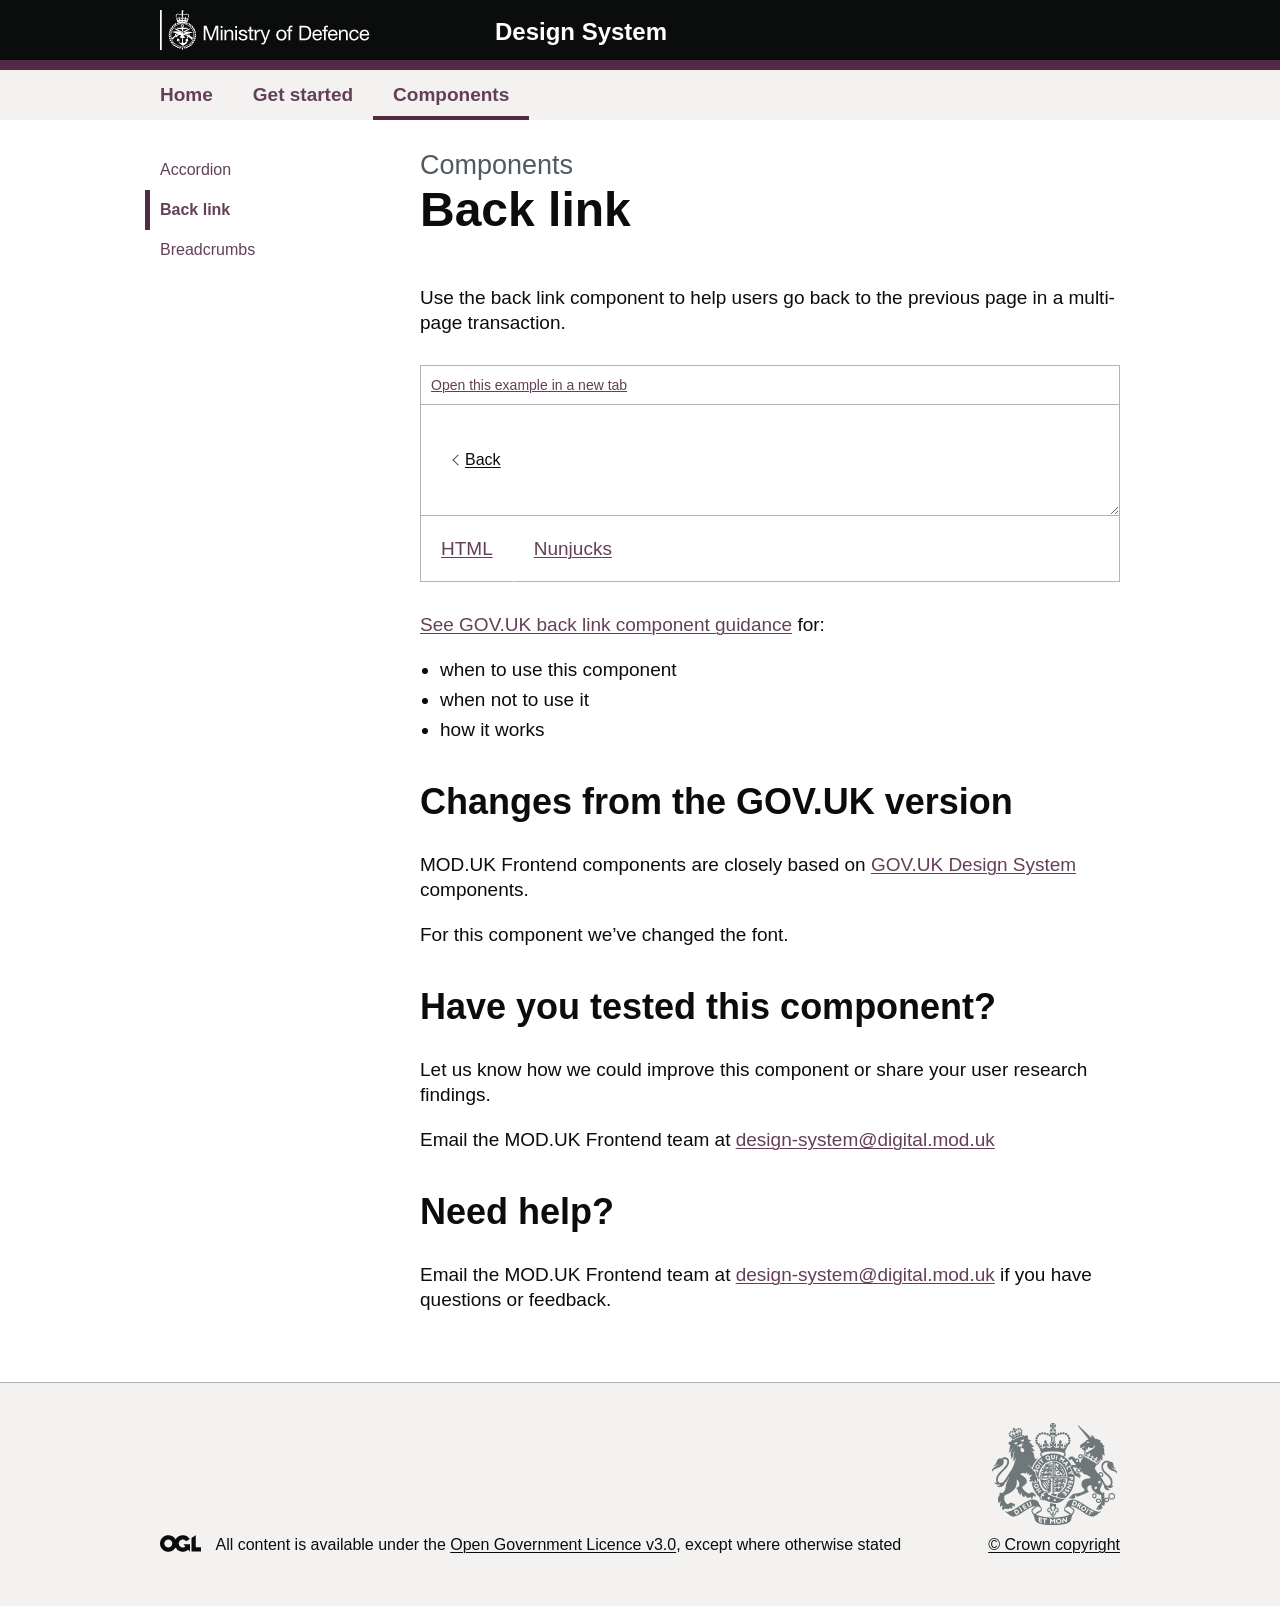 Ministry of Defence
Design System
Home
Get started
Components
Accordion
Back link
Breadcrumbs
Components
Back link
Use the back link component to help users go back to the previous page in a multi-
page transaction.
Open this example in a new tab
Back
HTML
Nunjucks
See GOV.UK back link component guidance for:
when to use this component
when not to use it
how it works
Changes from the GOV.UK version
MOD.UK Frontend components are closely based on GOV.UK Design System
components.
For this component we’ve changed the font.
Have you tested this component?
Let us know how we could improve this component or share your user research
findings.
Email the MOD.UK Frontend team at design-system@digital.mod.uk
Need help?
Email the MOD.UK Frontend team at design-system@digital.mod.uk if you have
questions or feedback.
DIEU ET MON DROIT
OGL
All content is available under the Open Government Licence v3.0, except where otherwise stated
© Crown copyright